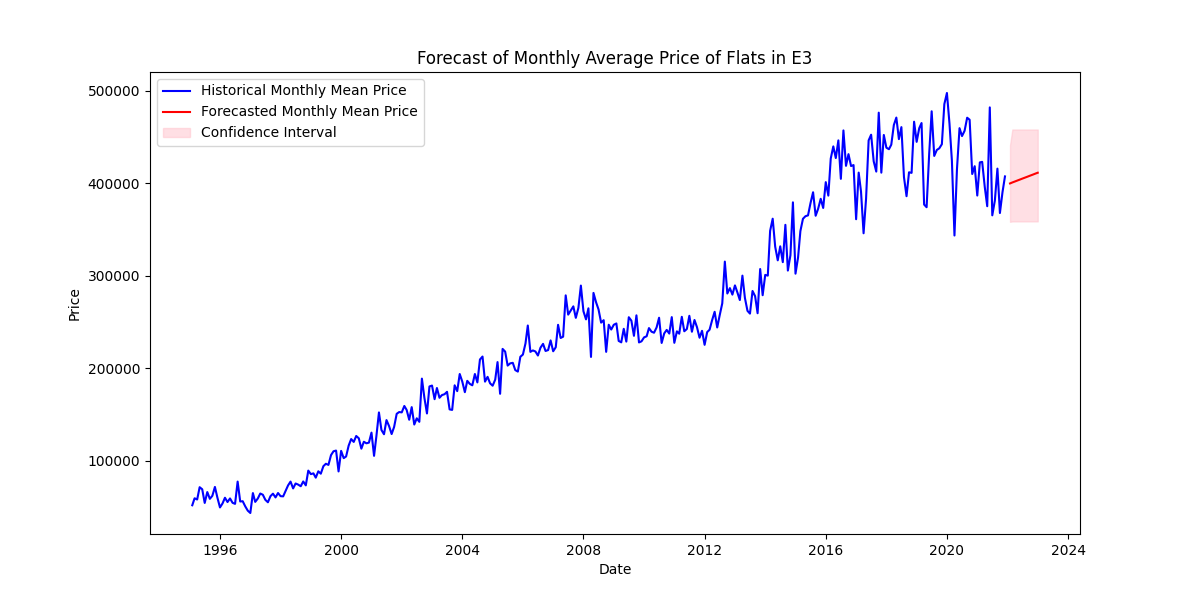 Forecast of Monthly Average Price of Flats in E3
Historical Monthly Mean Price
Forecasted Monthly Mean Price
Confidence Interval
500000
400000
300000
200000
100000
Price
1996 2000 2004 2008 2012 2016 2020 2024
Date